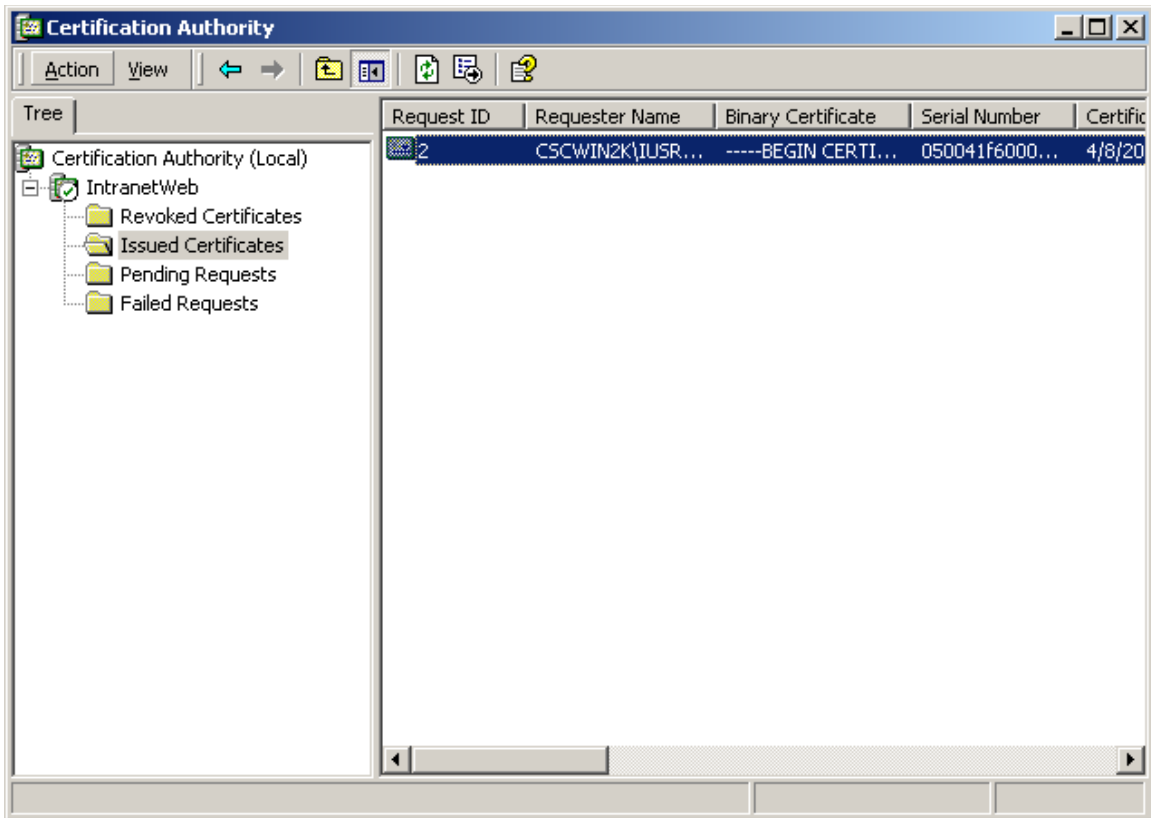 Certification Authority
Action View
Tree
Certification Authority (Local)
IntranetWeb
Revoked Certificates
Issued Certificates
Pending Requests
Failed Requests
Request ID Requester Name Binary Certificate Serial Number Certific
2 CSCWIN2K\IUSR... -----BEGIN CERTI... 050041f6000... 4/8/20